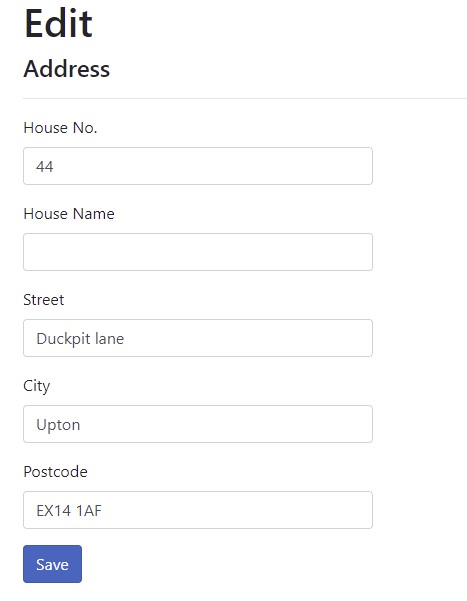 Edit
Address
House No.
44
House Name
Street
Duckpit lane
City
Upton
Postcode
EX14 1AF
Save